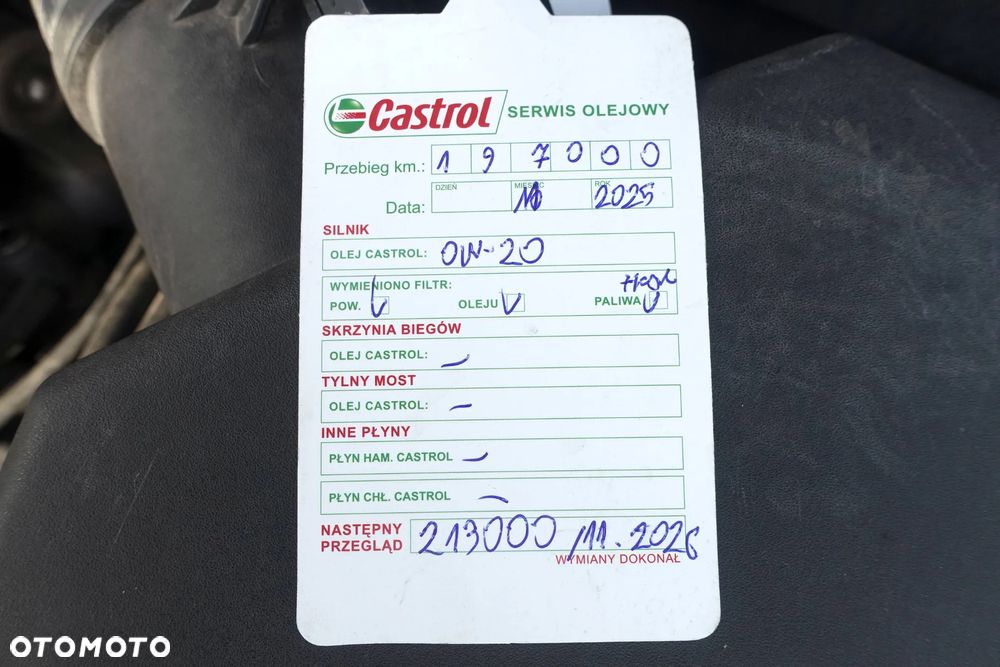 Castrol SERWIS OLEJOWY
Przebieg km.: 1 9 7 0 0 0
DZIEŃ MIESIĄC ROK
Data: 11 2025
SILNIK
OLEJ CASTROL: 0W-20
WYMIENIONO FILTR:
POW. OLEJU PALIWA
SKRZYNIA BIEGÓW
OLEJ CASTROL: –
TYLNY MOST
OLEJ CASTROL: –
INNE PŁYNY
PŁYN HAM. CASTROL –
PŁYN CHŁ. CASTROL –
NASTĘPNY
PRZEGLĄD 213000 /11.2026
WYMIANY DOKONAŁ
OTOMOTO